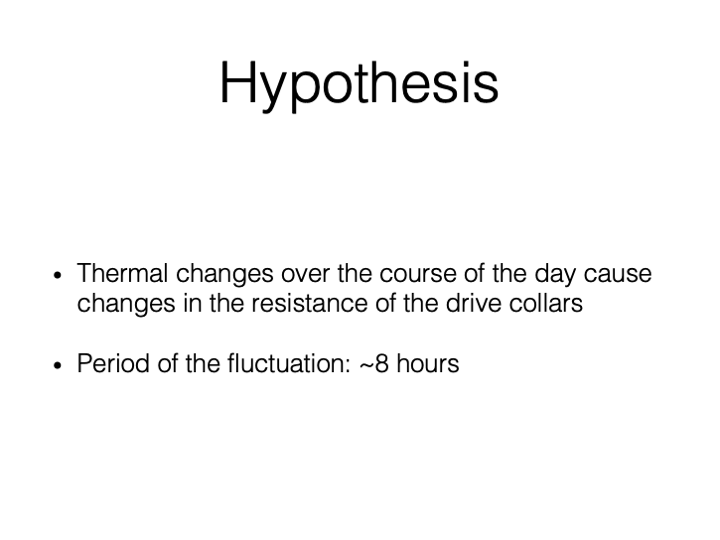 Hypothesis
• Thermal changes over the course of the day cause
changes in the resistance of the drive collars
• Period of the fluctuation: ~8 hours